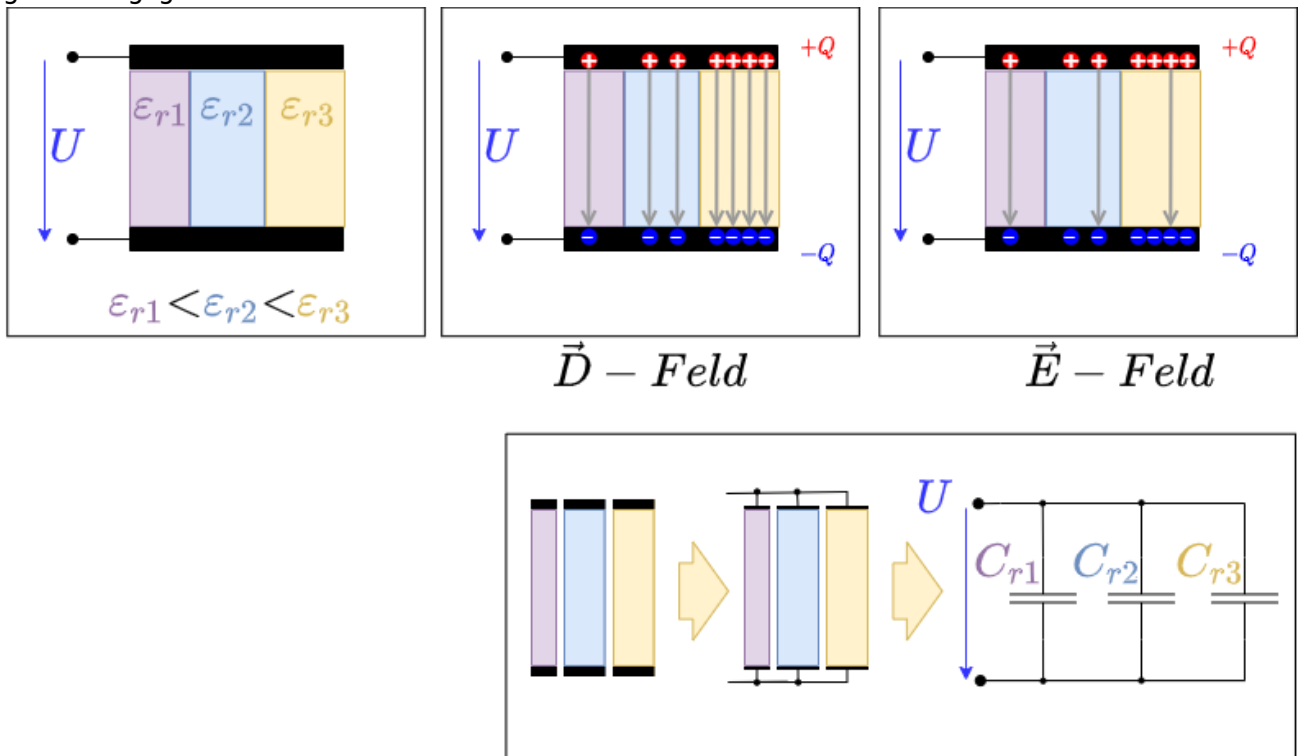 U
εr1 εr2 εr3
εr1<εr2<εr3
U
+Q
−Q
U
+Q
−Q
D⃗ − Feld
E⃗ − Feld
U
Cr1 Cr2 Cr3